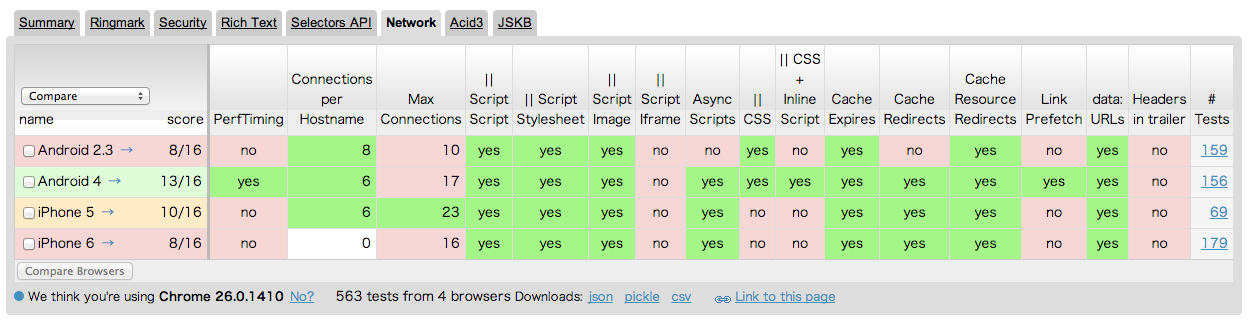 Summary Ringmark Security Rich Text Selectors API Network Acid3 JSKB
Compare
name score PerfTiming Connections per Hostname Max Connections || Script Script || Script Stylesheet || Script Image || Script Iframe Async Scripts || CSS || CSS + Inline Script Cache Expires Cache Redirects Cache Resource Redirects Link Prefetch data: URLs Headers in trailer # Tests
Android 2.3 → 8/16 no 8 10 yes yes yes no no yes no yes no yes no yes no 159
Android 4 → 13/16 yes 6 17 yes yes yes no yes yes yes yes yes yes yes yes no 156
iPhone 5 → 10/16 no 6 23 yes yes yes no yes no no yes yes yes no yes no 69
iPhone 6 → 8/16 no 0 16 yes yes yes no yes no no yes yes yes no yes no 179
Compare Browsers
We think you're using Chrome 26.0.1410 No? 563 tests from 4 browsers Downloads: json pickle csv Link to this page